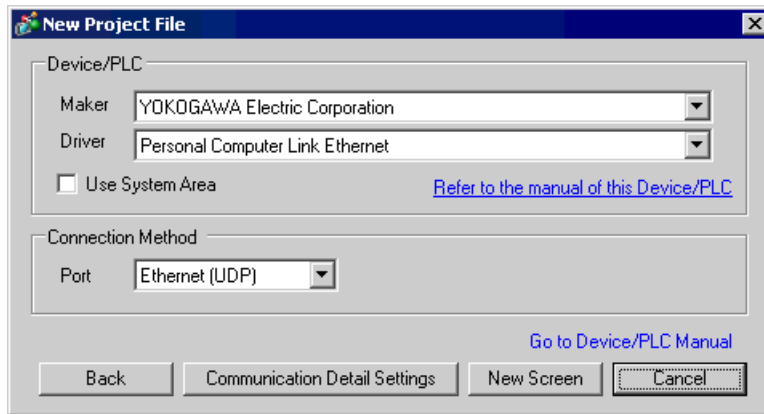 New Project File
Device/PLC
Maker YOKOGAWA Electric Corporation
Driver Personal Computer Link Ethernet
Use System Area Refer to the manual of this Device/PLC
Connection Method
Port Ethernet (UDP)
Go to Device/PLC Manual
Back Communication Detail Settings New Screen Cancel